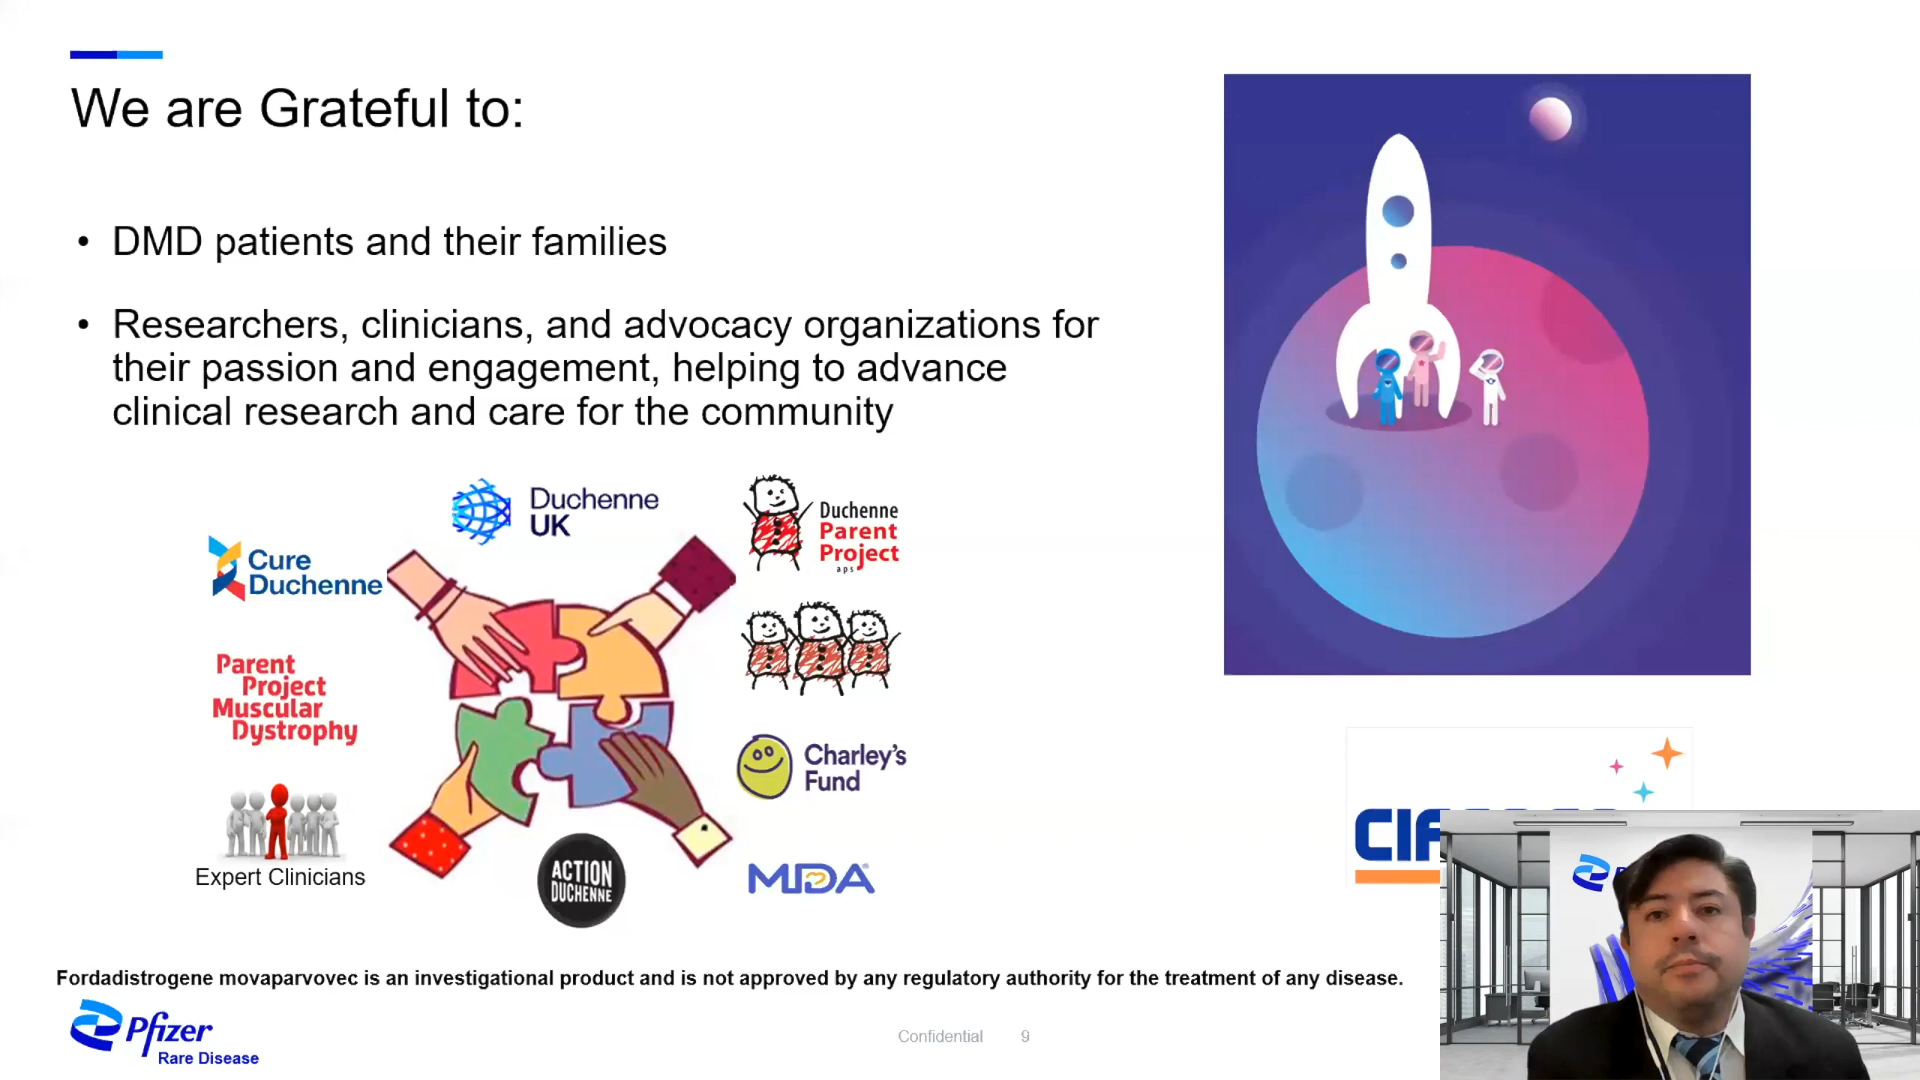 We are Grateful to:
• DMD patients and their families
• Researchers, clinicians, and advocacy organizations for
their passion and engagement, helping to advance
clinical research and care for the community
Duchenne
UK
Duchenne
Parent
Project
aps
Cure
Duchenne
Parent
Project
Muscular
Dystrophy
Charley's
Fund
Expert Clinicians
ACTION
DUCHENNE
MDA
Fordadistrogene movaparvovec is an investigational product and is not approved by any regulatory authority for the treatment of any disease.
Pfizer
Rare Disease
Confidential 9